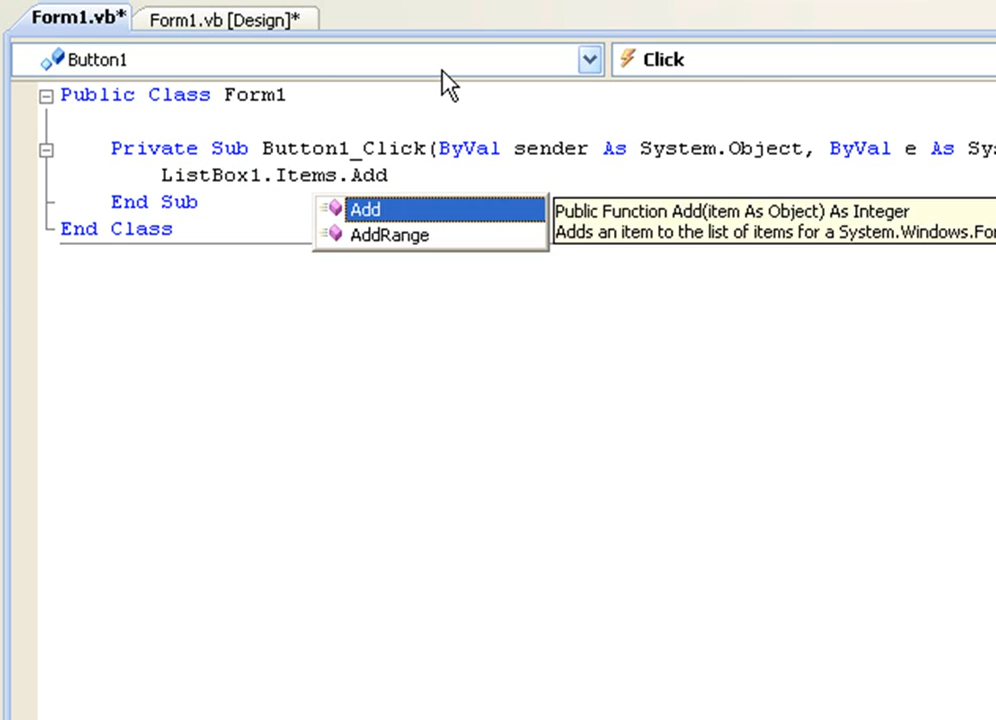 Form1.vb* Form1.vb [Design]*
Button1 Click
Public Class Form1
Private Sub Button1_Click(ByVal sender As System.Object, ByVal e As Sys
ListBox1.Items.Add
End Sub
End Class
Add
AddRange
Public Function Add(item As Object) As Integer
Adds an item to the list of items for a System.Windows.For